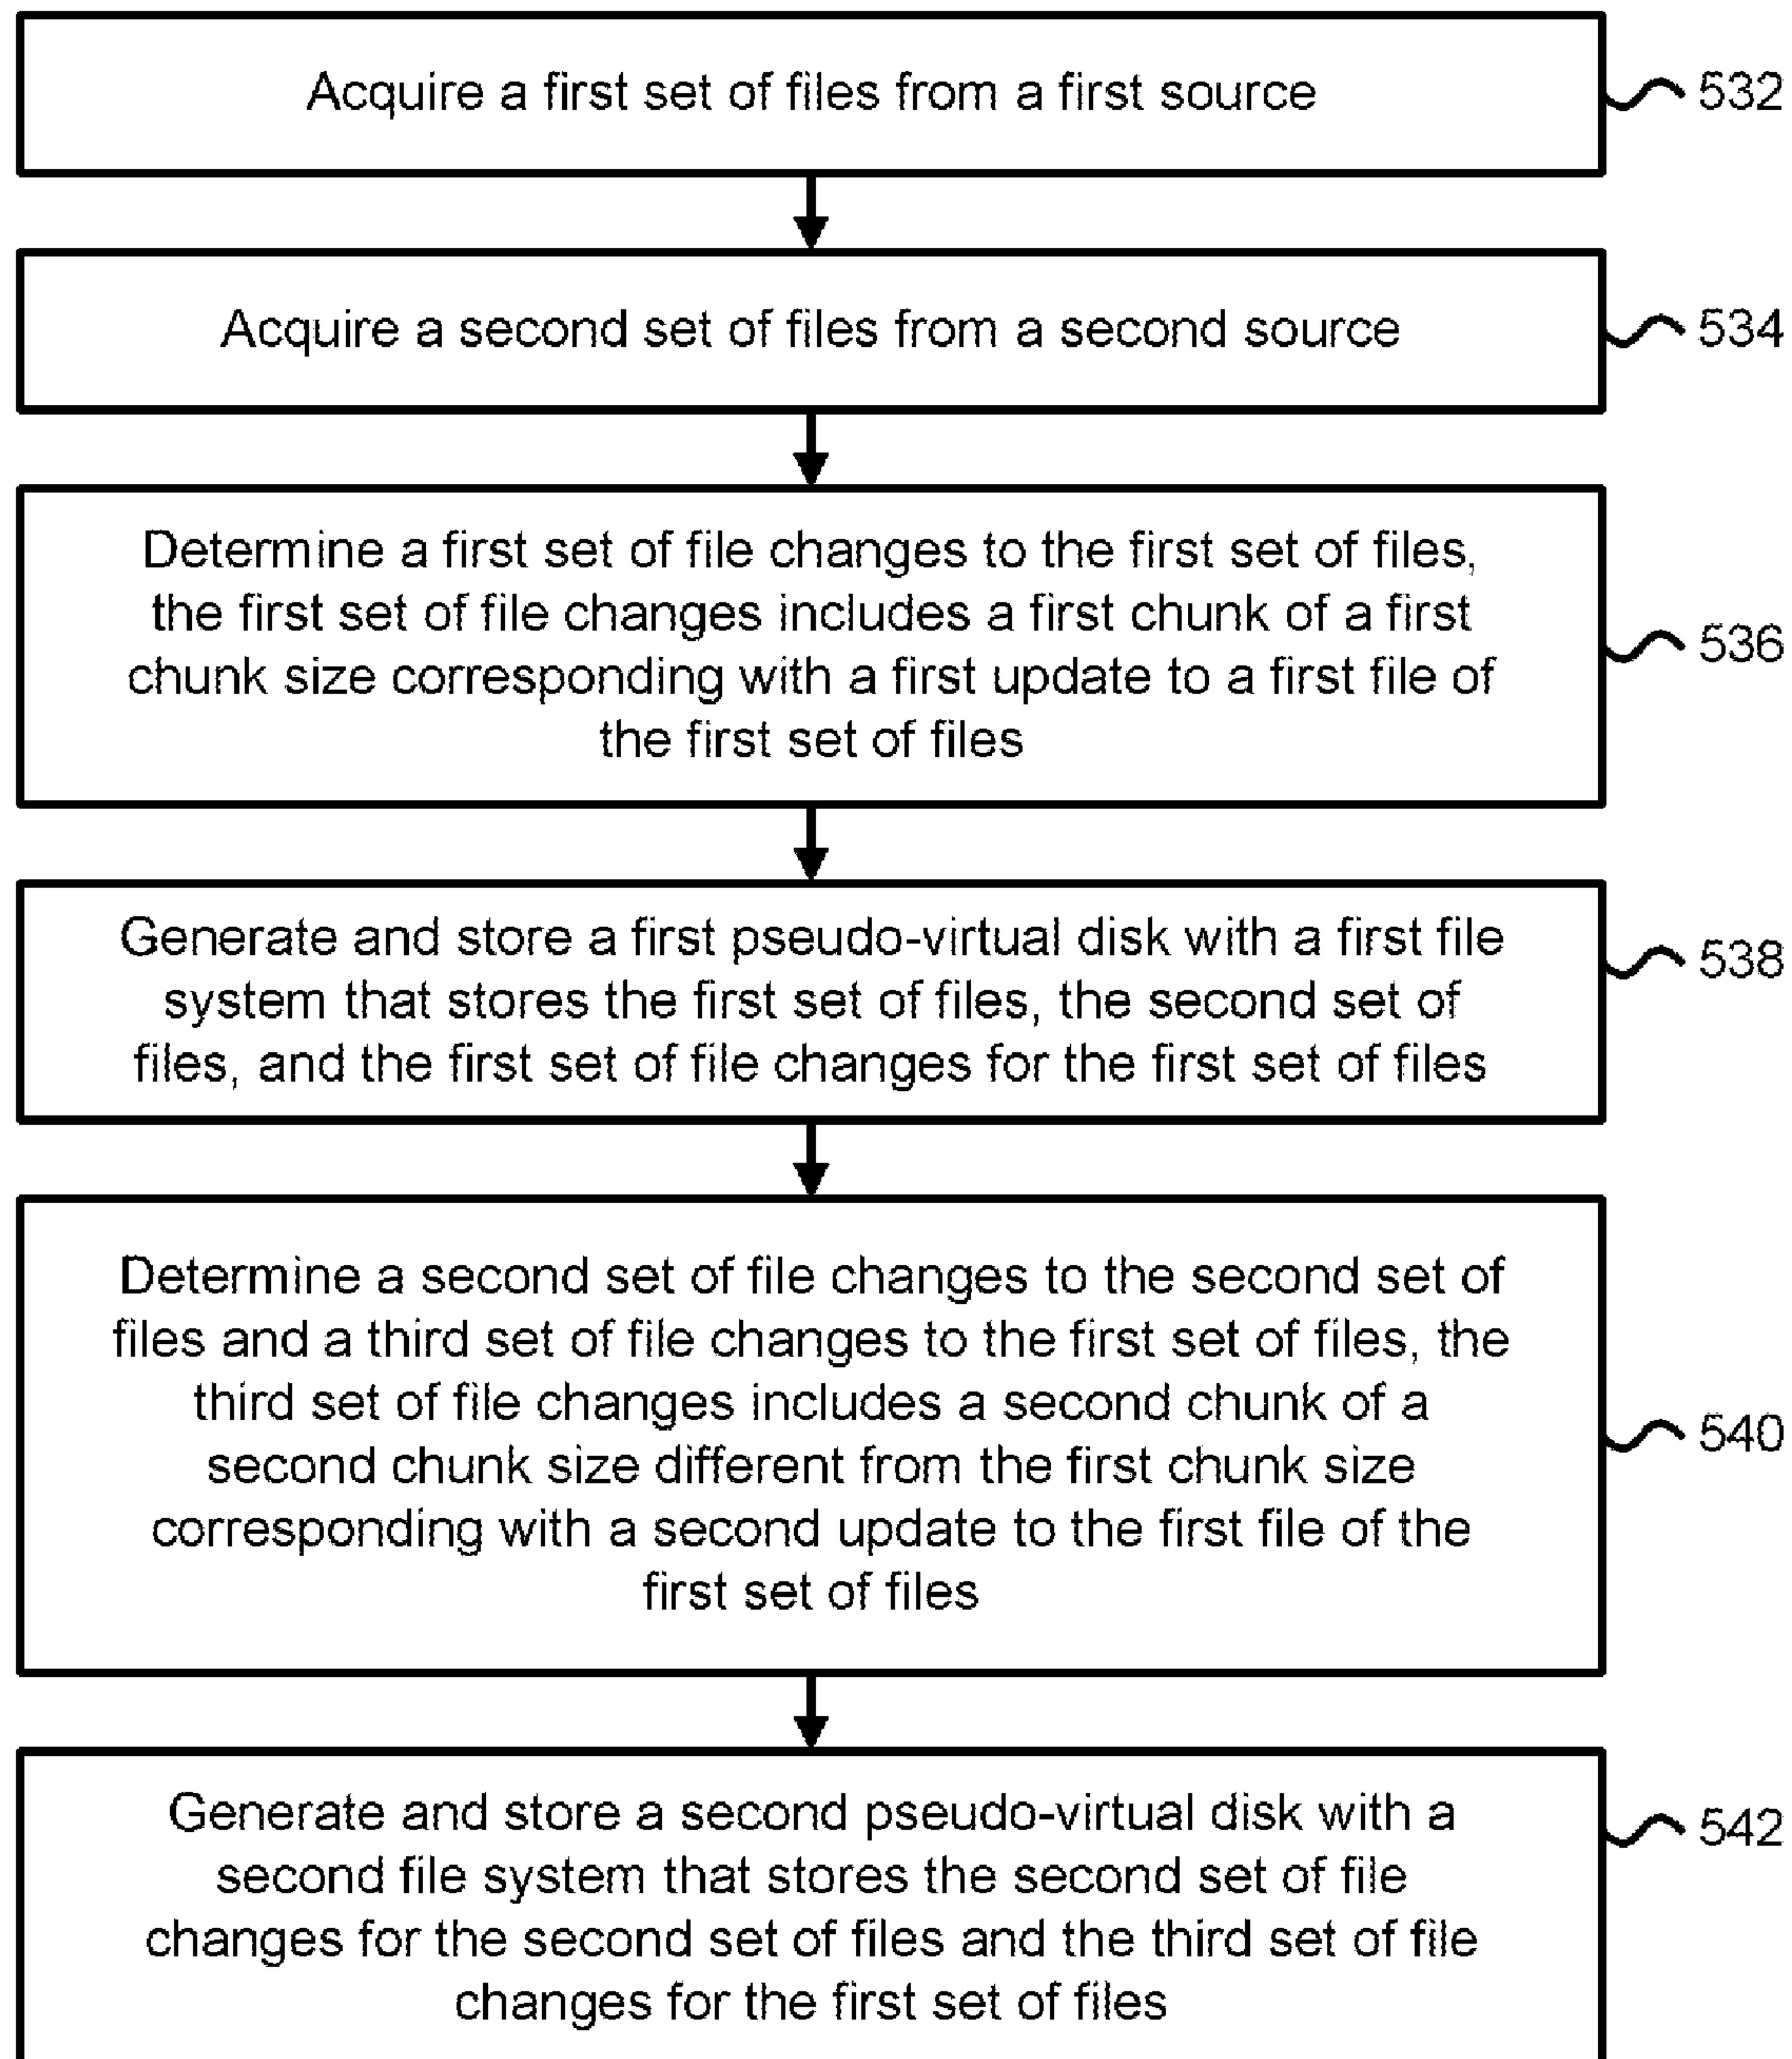 Acquire a first set of files from a first source
532
Acquire a second set of files from a second source
534
Determine a first set of file changes to the first set of files,
the first set of file changes includes a first chunk of a first
chunk size corresponding with a first update to a first file of
the first set of files
536
Generate and store a first pseudo-virtual disk with a first file
system that stores the first set of files, the second set of
files, and the first set of file changes for the first set of files
538
Determine a second set of file changes to the second set of
files and a third set of file changes to the first set of files, the
third set of file changes includes a second chunk of a
second chunk size different from the first chunk size
corresponding with a second update to the first file of the
first set of files
540
Generate and store a second pseudo-virtual disk with a
second file system that stores the second set of file
changes for the second set of files and the third set of file
changes for the first set of files
542